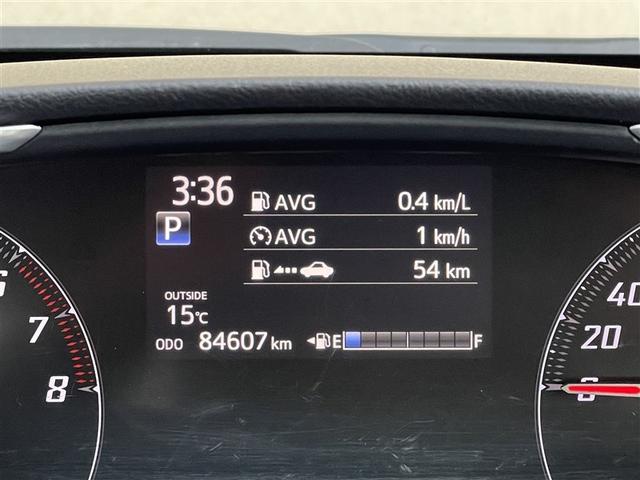 3:36
AVG 0.4 km/L
P
AVG 1 km/h
54 km
OUTSIDE
15℃
ODO 84607 km
E F
7
8
40
20
0